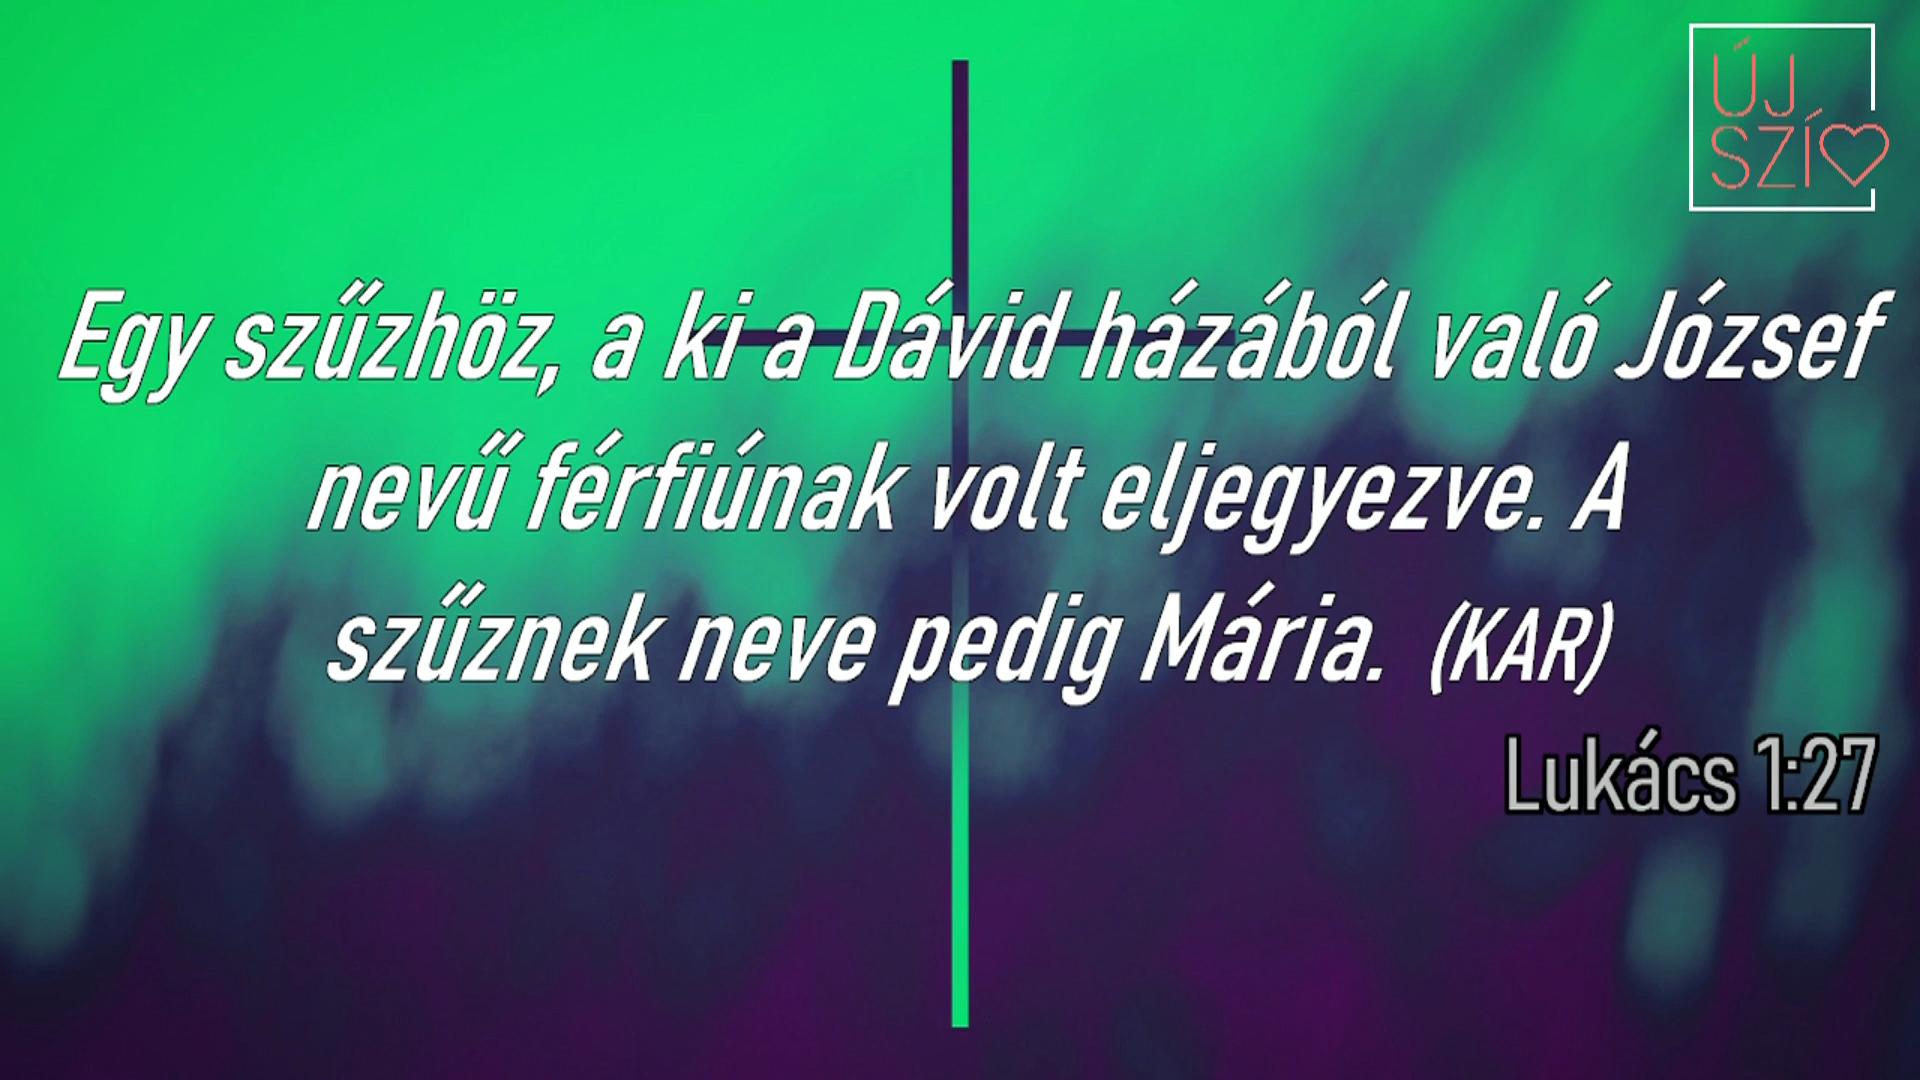 ÚJ
SZÍ
Egy szűzhöz, a ki a Dávid házából való József
nevű férfiúnak volt eljegyezve. A
szűznek neve pedig Mária. (KAR)
Lukács 1:27